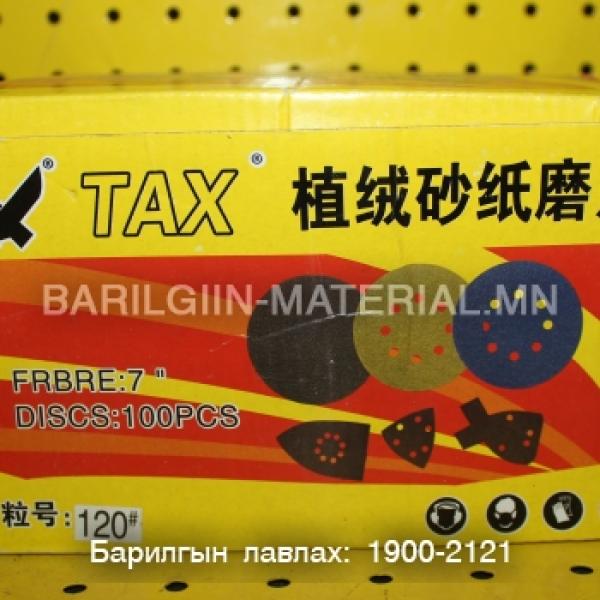 TAX® 植绒砂纸磨
BARILGIIN-MATERIAL.MN
FRBRE:7"
DISCS:100PCS
粒号:120#
Барилгын лавлах: 1900-2121